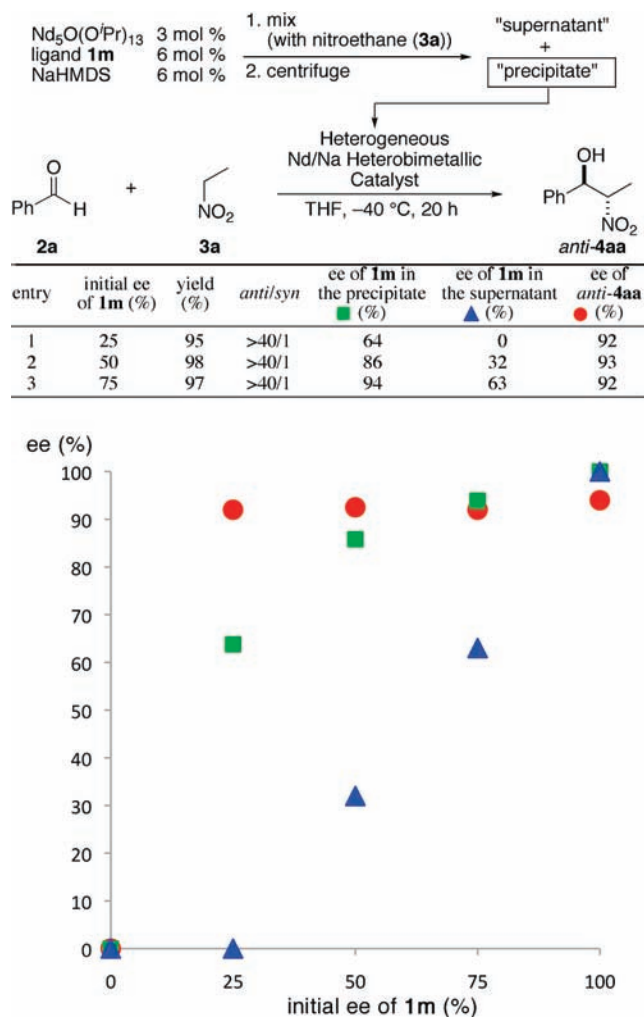 Nd5O(OiPr)13 3 mol %
ligand 1m 6 mol %
NaHMDS 6 mol %
1. mix
(with nitroethane (3a))
2. centrifuge
"supernatant"
+
"precipitate"
Heterogeneous
Nd/Na Heterobimetallic
Catalyst
THF, –40 °C, 20 h
O
Ph H
2a
+
NO2
3a
OH
Ph
NO2
anti-4aa
entry initial ee of 1m (%) yield (%) anti/syn ee of 1m in the precipitate (%) ee of 1m in the supernatant (%) ee of anti-4aa (%)
1 25 95 >40/1 64 0 92
2 50 98 >40/1 86 32 93
3 75 97 >40/1 94 63 92
ee (%)
100
90
80
70
60
50
40
30
20
10
0
0 25 50 75 100
initial ee of 1m (%)